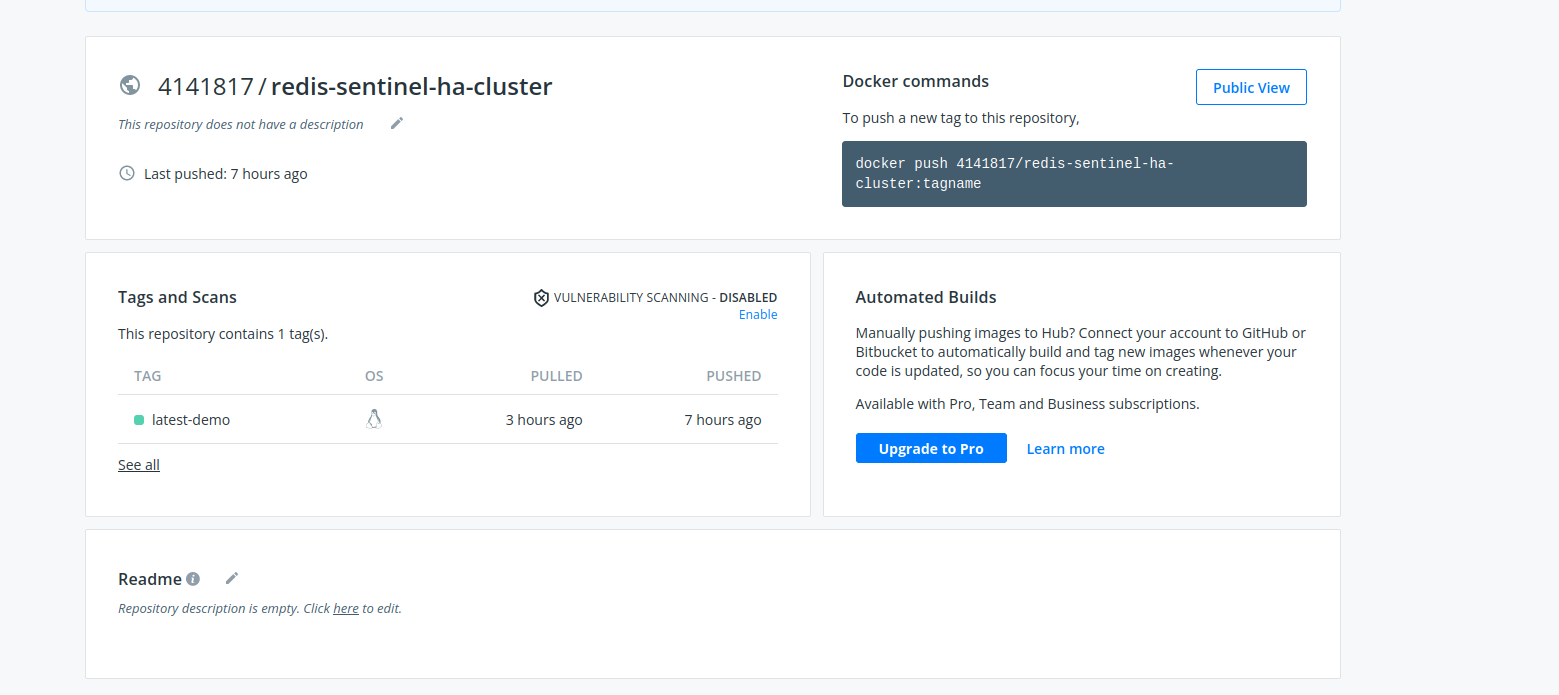 4141817 / redis-sentinel-ha-cluster
This repository does not have a description
Last pushed: 7 hours ago
Docker commands
Public View
To push a new tag to this repository,
docker push 4141817/redis-sentinel-ha-
cluster:tagname
Tags and Scans
VULNERABILITY SCANNING - DISABLED
Enable
This repository contains 1 tag(s).
TAG OS PULLED PUSHED
latest-demo 3 hours ago 7 hours ago
See all
Automated Builds
Manually pushing images to Hub? Connect your account to GitHub or
Bitbucket to automatically build and tag new images whenever your
code is updated, so you can focus your time on creating.
Available with Pro, Team and Business subscriptions.
Upgrade to Pro Learn more
Readme
Repository description is empty. Click here to edit.